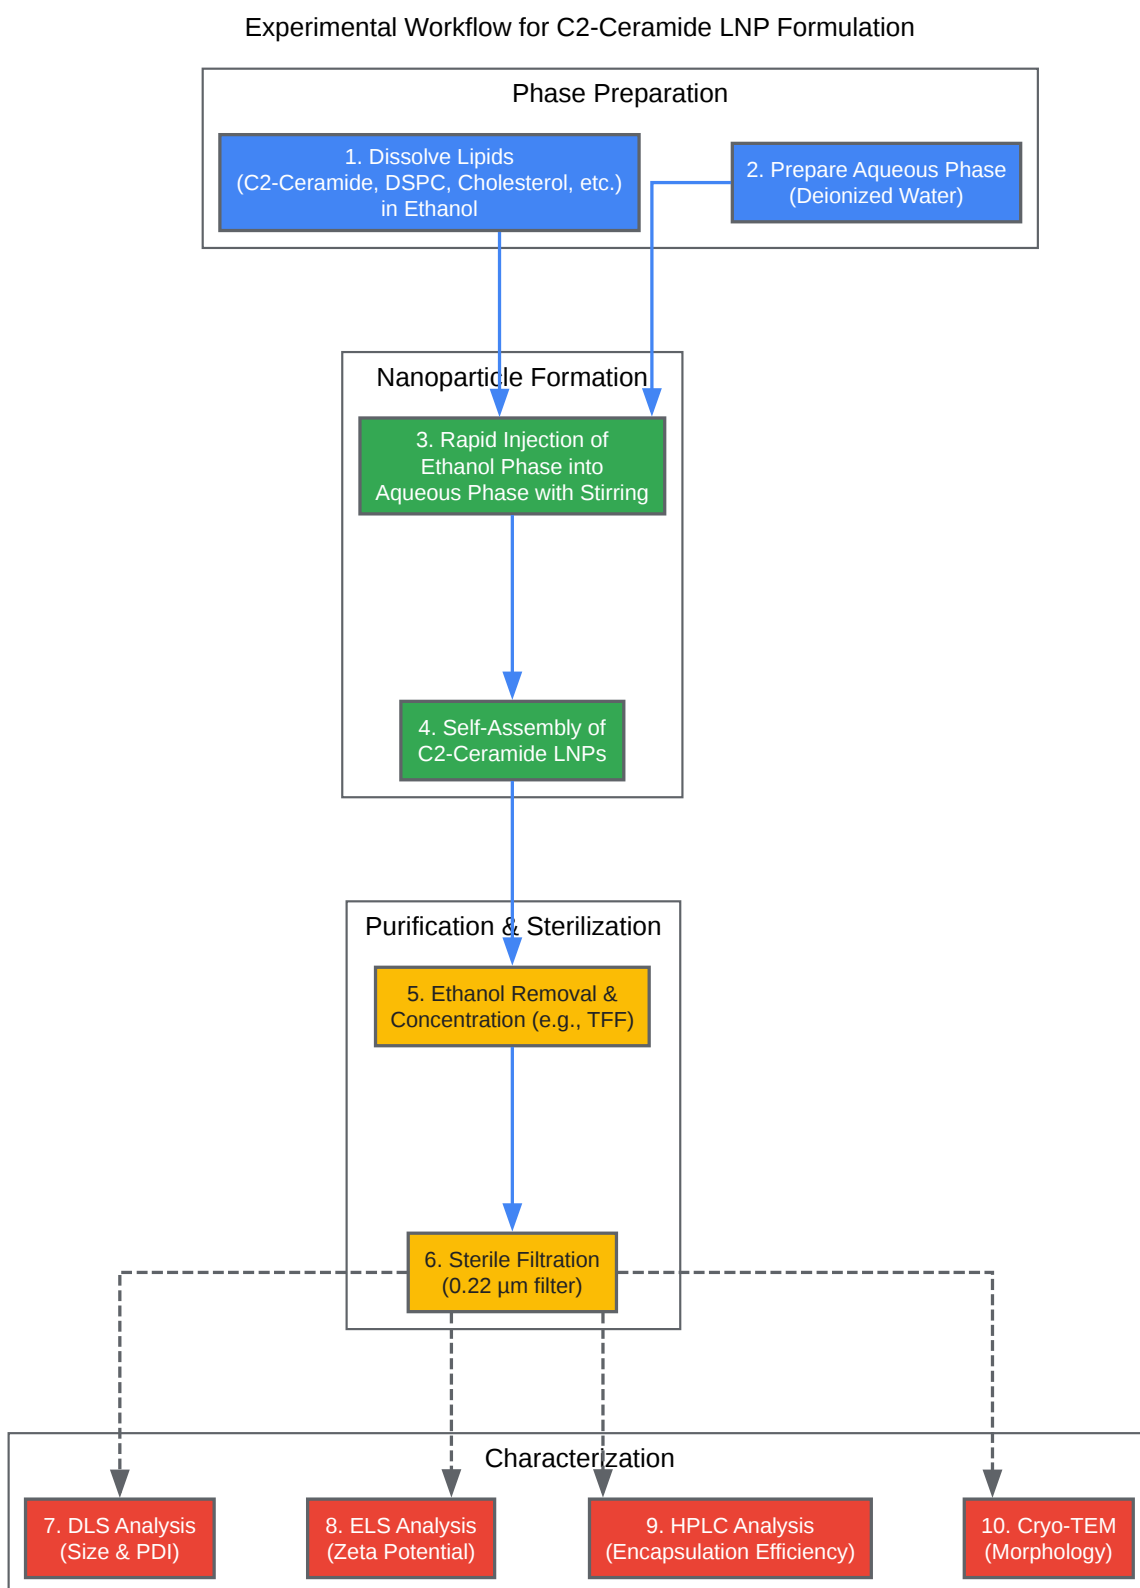 Experimental Workflow for C2-Ceramide LNP Formulation
Phase Preparation
1. Dissolve Lipids
(C2-Ceramide, DSPC, Cholesterol, etc.)
in Ethanol
2. Prepare Aqueous Phase
(Deionized Water)
Nanoparticle Formation
3. Rapid Injection of
Ethanol Phase into
Aqueous Phase with Stirring
4. Self-Assembly of
C2-Ceramide LNPs
Purification & Sterilization
5. Ethanol Removal &
Concentration (e.g., TFF)
6. Sterile Filtration
(0.22 µm filter)
Characterization
7. DLS Analysis
(Size & PDI)
8. ELS Analysis
(Zeta Potential)
9. HPLC Analysis
(Encapsulation Efficiency)
10. Cryo-TEM
(Morphology)